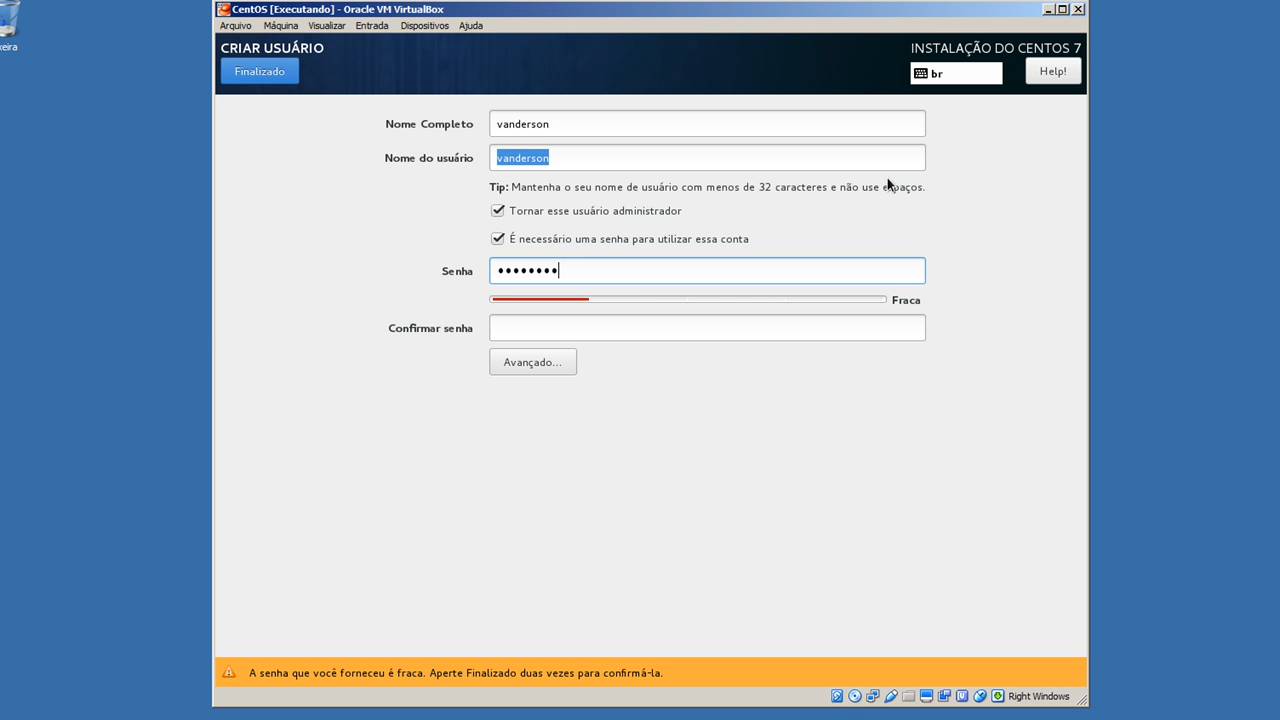 CentOS [Executando] - Oracle VM VirtualBox
Arquivo Máquina Visualizar Entrada Dispositivos Ajuda
CRIAR USUÁRIO
INSTALAÇÃO DO CENTOS 7
Finalizado
br
Help!
Nome Completo
vanderson
Nome do usuário
vanderson
Tip: Mantenha o seu nome de usuário com menos de 32 caracteres e não use espaços.
Tornar esse usuário administrador
É necessário uma senha para utilizar essa conta
Senha
••••••••
Fraca
Confirmar senha
Avançado...
A senha que você forneceu é fraca. Aperte Finalizado duas vezes para confirmá-la.
Right Windows